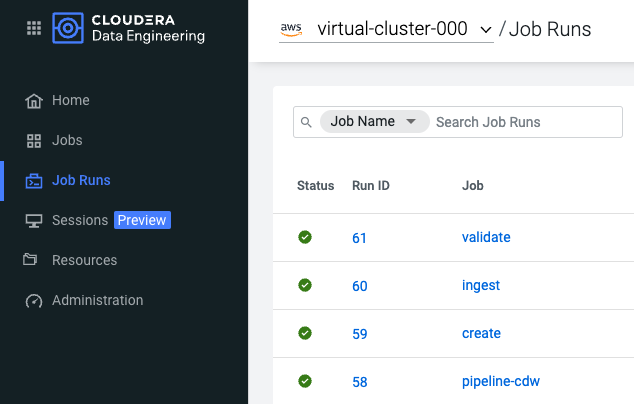 CLOUDERA
Data Engineering
aws virtual-cluster-000 / Job Runs
Home
Jobs
Job Runs
Sessions Preview
Resources
Administration
Job Name Search Job Runs
Status Run ID Job
61 validate
60 ingest
59 create
58 pipeline-cdw